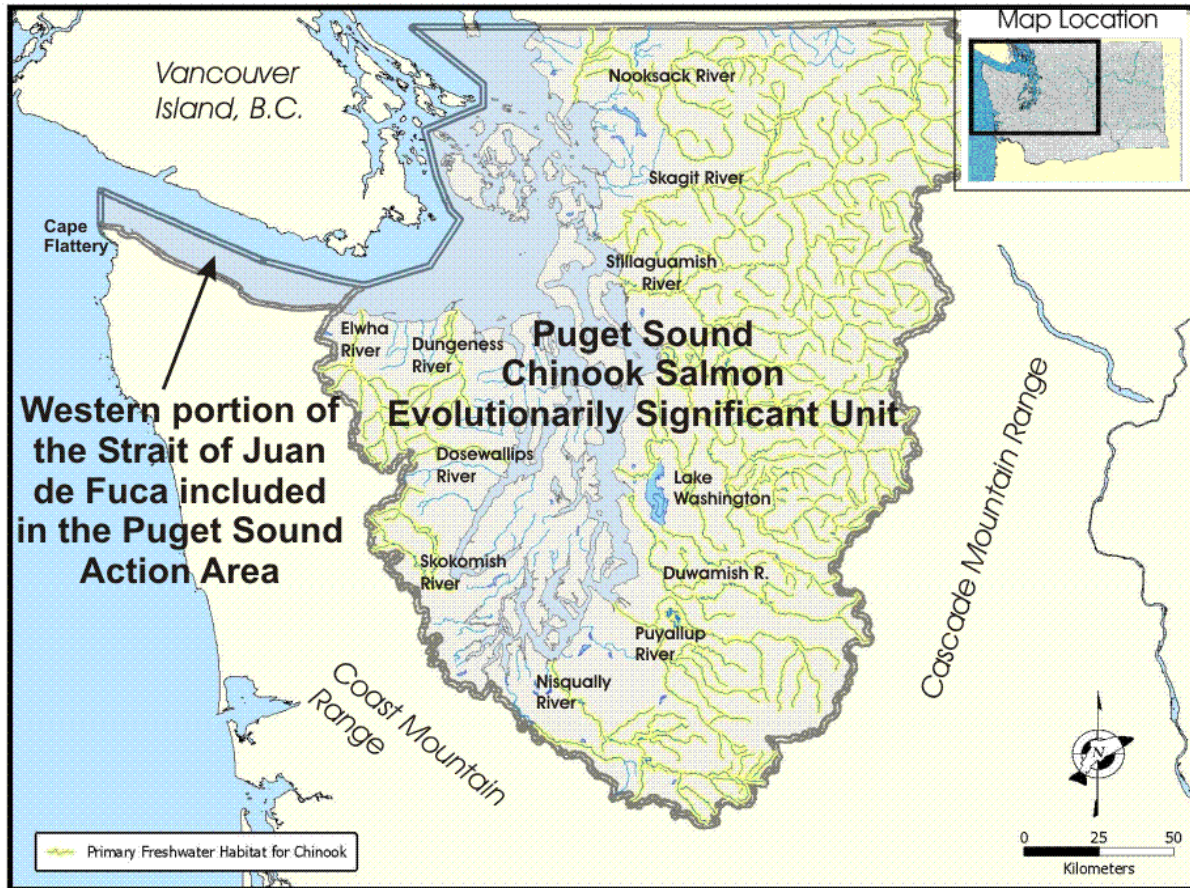 Map Location
Vancouver
Island, B.C.
Nooksack River
Skagit River
Cape
Flattery
Stillaguamish
River
Elwha
River
Dungeness
River
Puget Sound
Chinook Salmon
Evolutionarily Significant Unit
Western portion of
the Strait of Juan
de Fuca included
in the Puget Sound
Action Area
Dosewallips
River
Lake
Washington
Skokomish
River
Duwamish R.
Puyallup
River
Nisqually
River
Coast Mountain
Range
Cascade Mountain Range
N
Primary Freshwater Habitat for Chinook
0 25 50
Kilometers